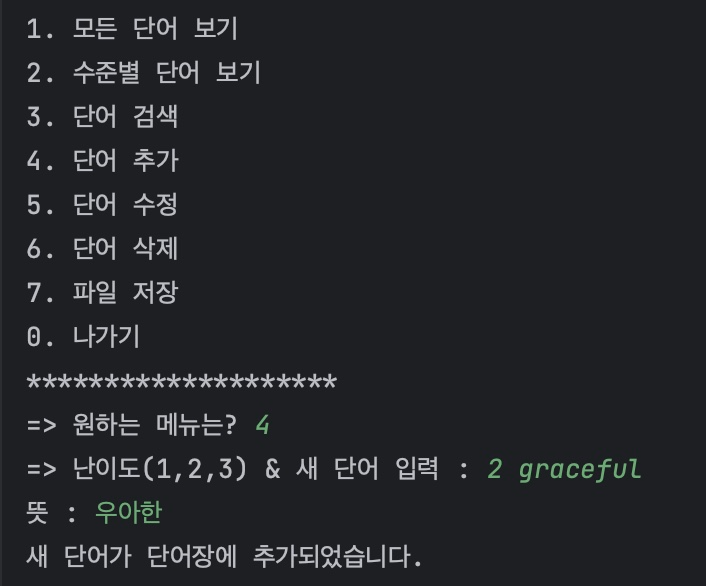 1. 모든 단어 보기
2. 수준별 단어 보기
3. 단어 검색
4. 단어 추가
5. 단어 수정
6. 단어 삭제
7. 파일 저장
0. 나가기
********************
=> 원하는 메뉴는? 4
=> 난이도(1,2,3) & 새 단어 입력 : 2 graceful
뜻 : 우아한
새 단어가 단어장에 추가되었습니다.